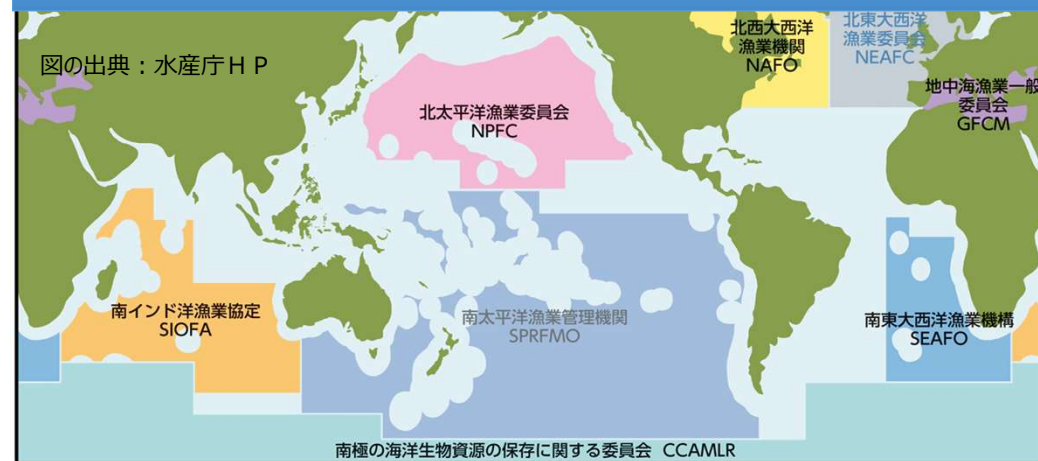 図の出典：水産庁ＨＰ
北西大西洋
漁業機関
NAFO
北東大西洋
漁業委員会
NEAFC
地中海漁業一般
委員会
GFCM
北太平洋漁業委員会
NPFC
南インド洋漁業協定
SIOFA
南太平洋漁業管理機関
SPRFMO
南東大西洋漁業機構
SEAFO
南極の海洋生物資源の保存に関する委員会 CCAMLR